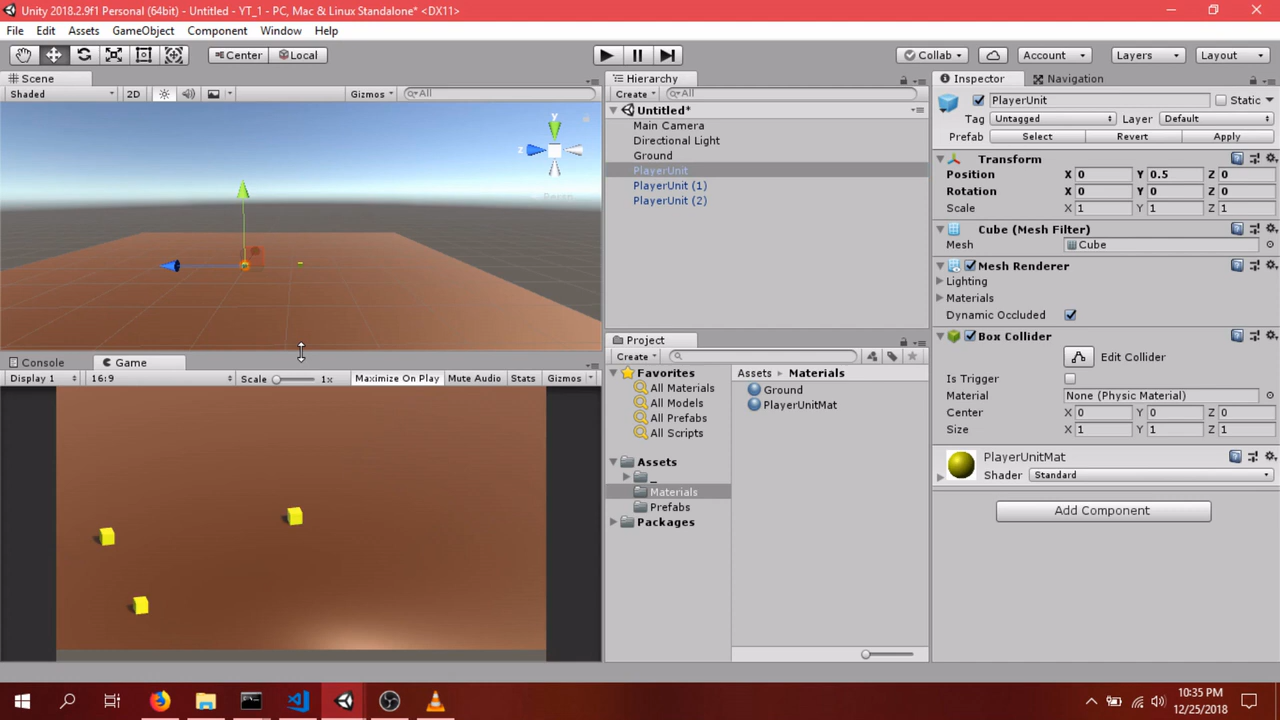 Unity 2018.2.9f1 Personal (64bit) - Untitled - YT_1 - PC, Mac & Linux Standalone* <DX11>
File Edit Assets GameObject Component Window Help
Center Local Collab Account Layers Layout
Scene
Shaded 2D Gizmos All
y
z
Persp
Console Game
Display 1 16:9 Scale 1x Maximize On Play Mute Audio Stats Gizmos
Hierarchy
Create All
Untitled*
Main Camera
Directional Light
Ground
PlayerUnit
PlayerUnit (1)
PlayerUnit (2)
Project
Create
Favorites
All Materials
All Models
All Prefabs
All Scripts
Assets
_
Materials
Prefabs
Packages
Assets Materials
Ground
PlayerUnitMat
Inspector Navigation
PlayerUnit Static
Tag Untagged Layer Default
Prefab Select Revert Apply
Transform
Position X 0 Y 0.5 Z 0
Rotation X 0 Y 0 Z 0
Scale X 1 Y 1 Z 1
Cube (Mesh Filter)
Mesh Cube
Mesh Renderer
Lighting
Materials
Dynamic Occluded
Box Collider
Edit Collider
Is Trigger
Material None (Physic Material)
Center X 0 Y 0 Z 0
Size X 1 Y 1 Z 1
PlayerUnitMat
Shader Standard
Add Component
10:35 PM
12/25/2018